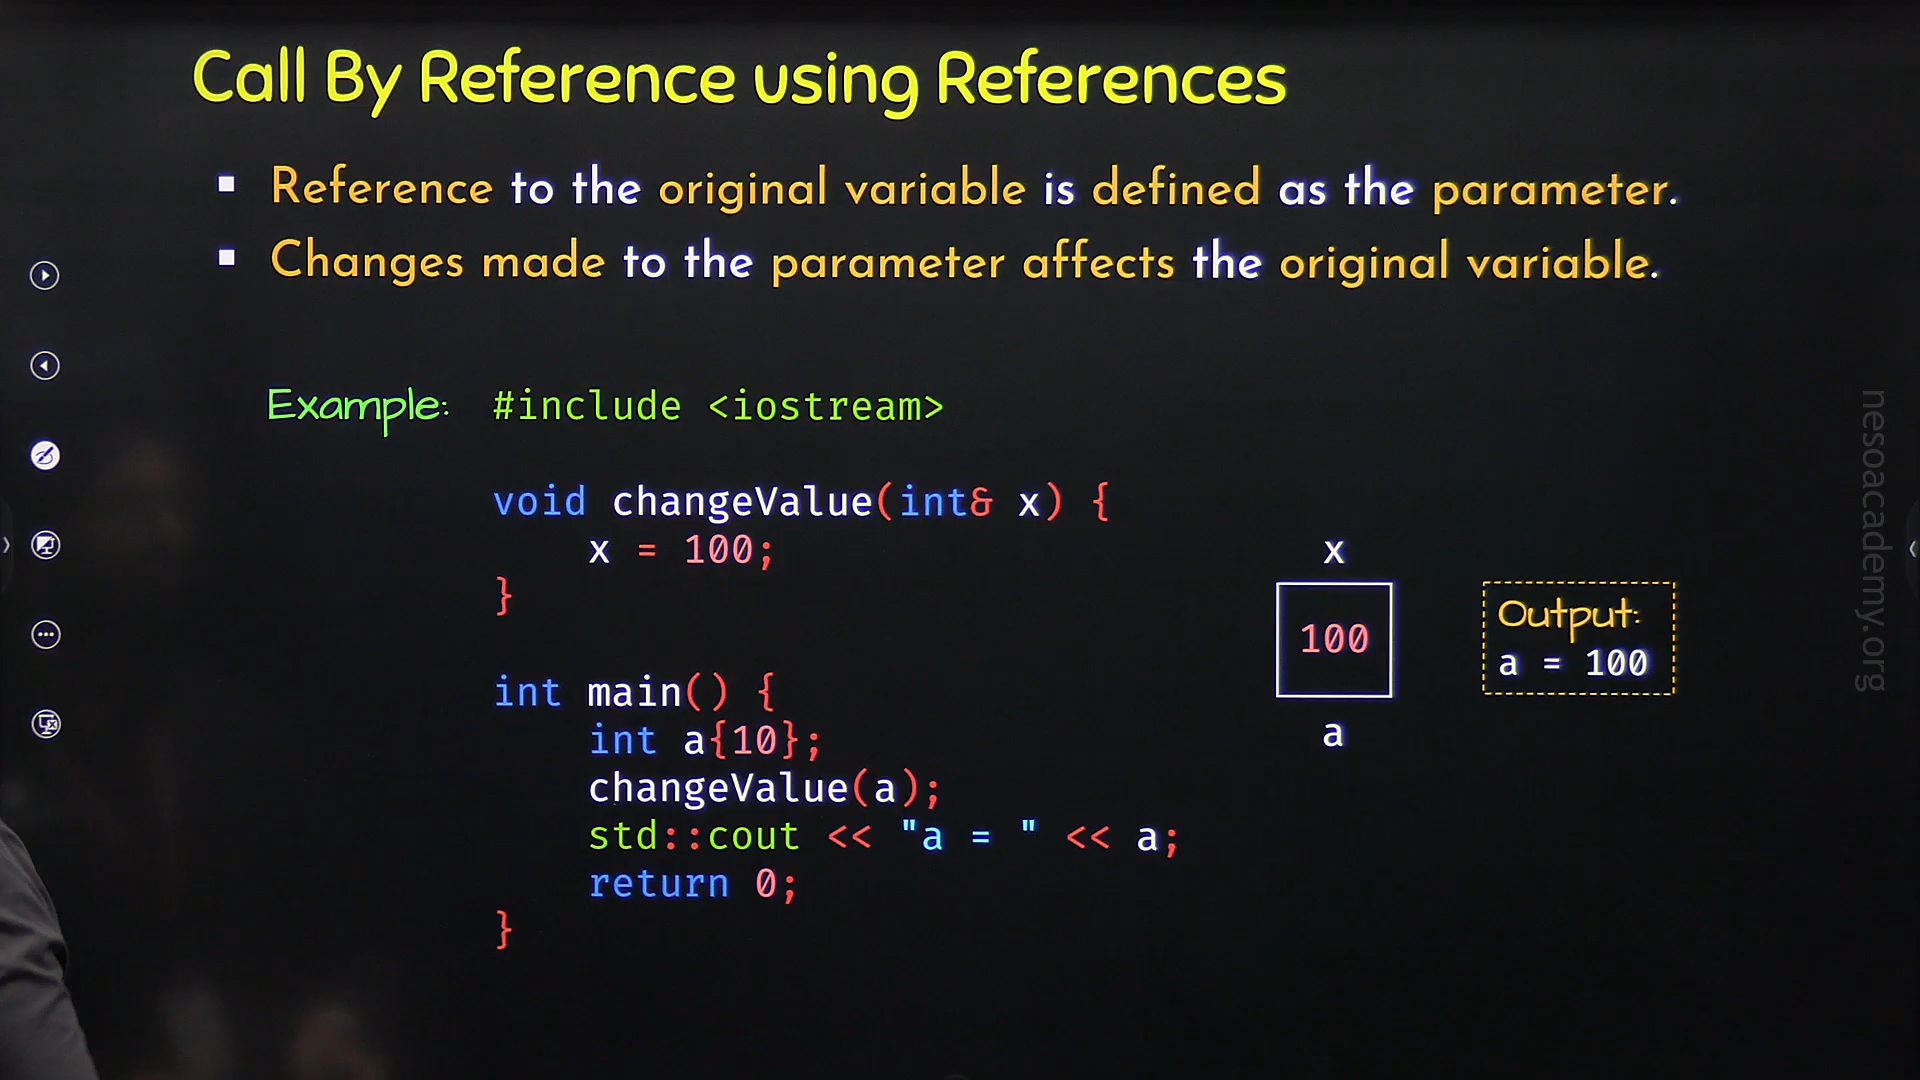 Call By Reference using References
▪ Reference to the original variable is defined as the parameter.
▪ Changes made to the parameter affects the original variable.
Example: #include <iostream>
void changeValue(int& x) {
    x = 100;
}
int main() {
    int a{10};
    changeValue(a);
    std::cout << "a = " << a;
    return 0;
}
x
100
a
Output:
a = 100
nesoacademy.org